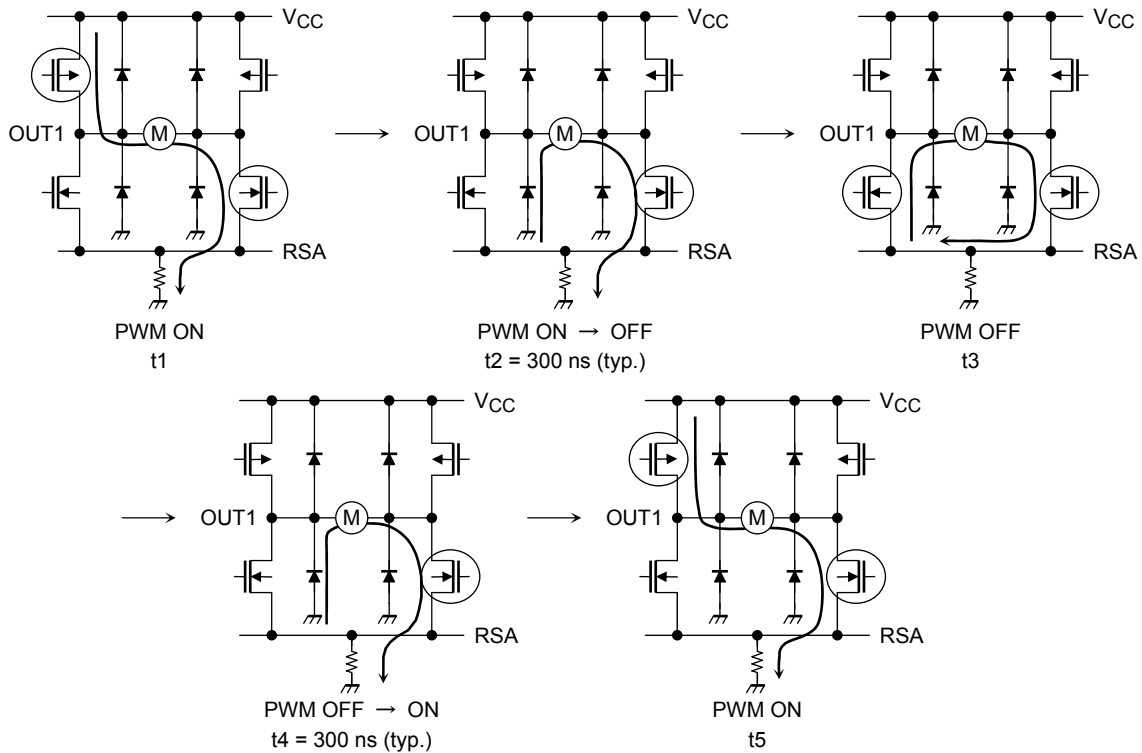 VCC
OUT1
M
RSA
PWM ON
t1
VCC
OUT1
M
RSA
PWM ON → OFF
t2 = 300 ns (typ.)
VCC
OUT1
M
RSA
PWM OFF
t3
VCC
OUT1
M
RSA
PWM OFF → ON
t4 = 300 ns (typ.)
VCC
OUT1
M
RSA
PWM ON
t5